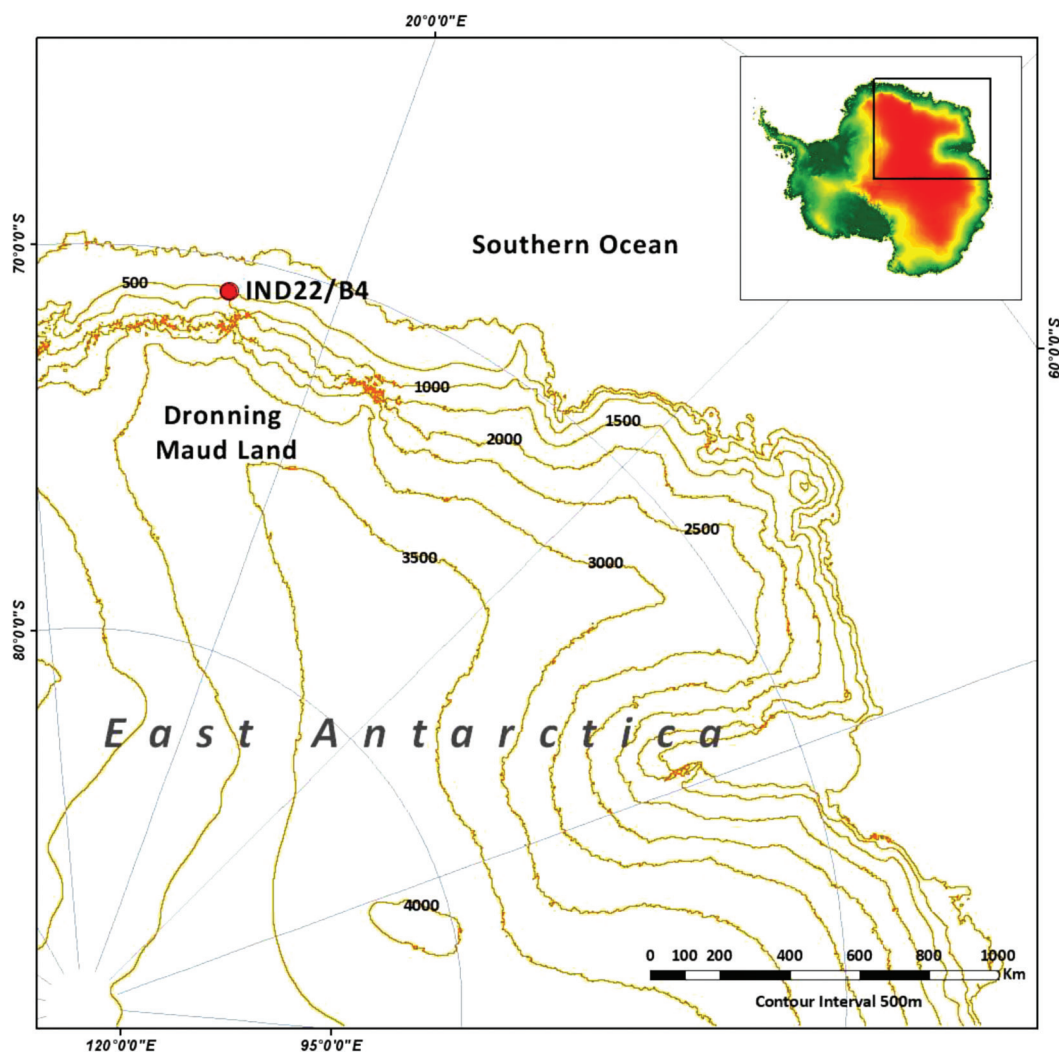 20°0'0"E
70°0'0"S
Southern Ocean
500
IND22/B4
60°0'0"S
1000
Dronning
Maud Land
1500
2000
2500
3500
3000
80°0'0"S
East Antarctica
4000
0 100 200 400 600 800 1000
Km
Contour Interval 500m
120°0'0"E
95°0'0"E